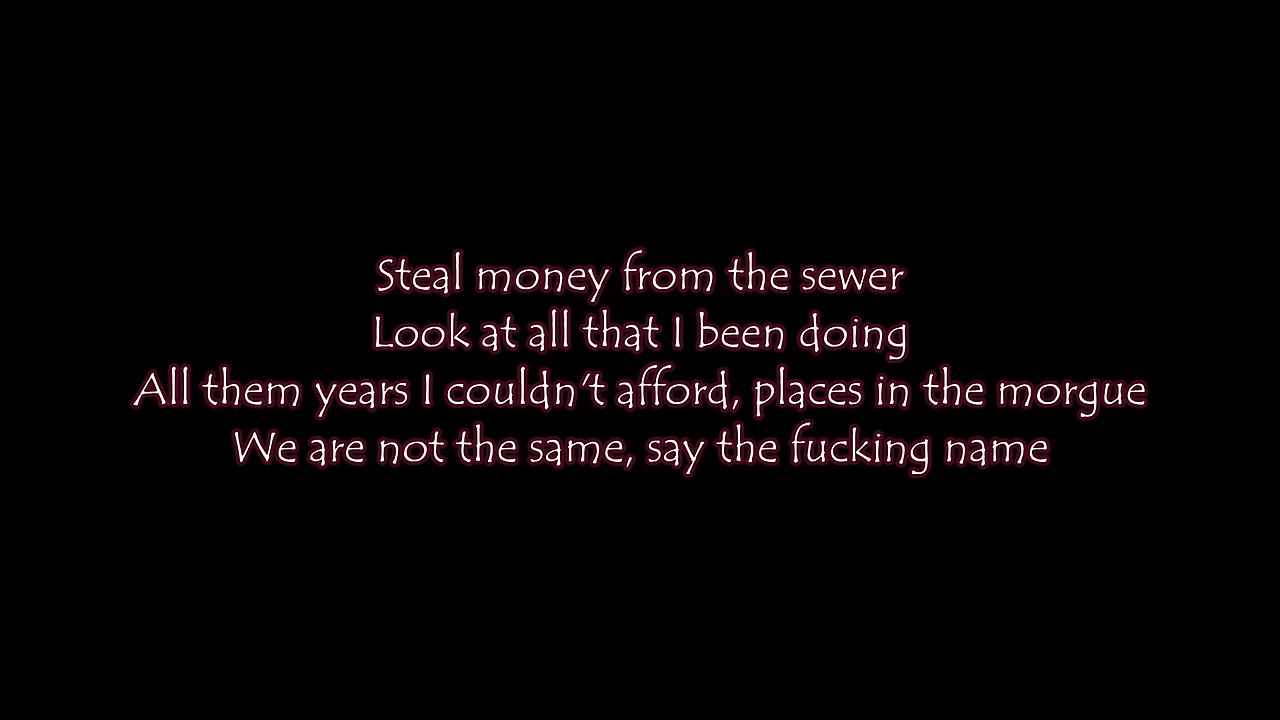 Steal money from the sewer
Look at all that I been doing
All them years I couldn't afford, places in the morgue
We are not the same, say the fucking name